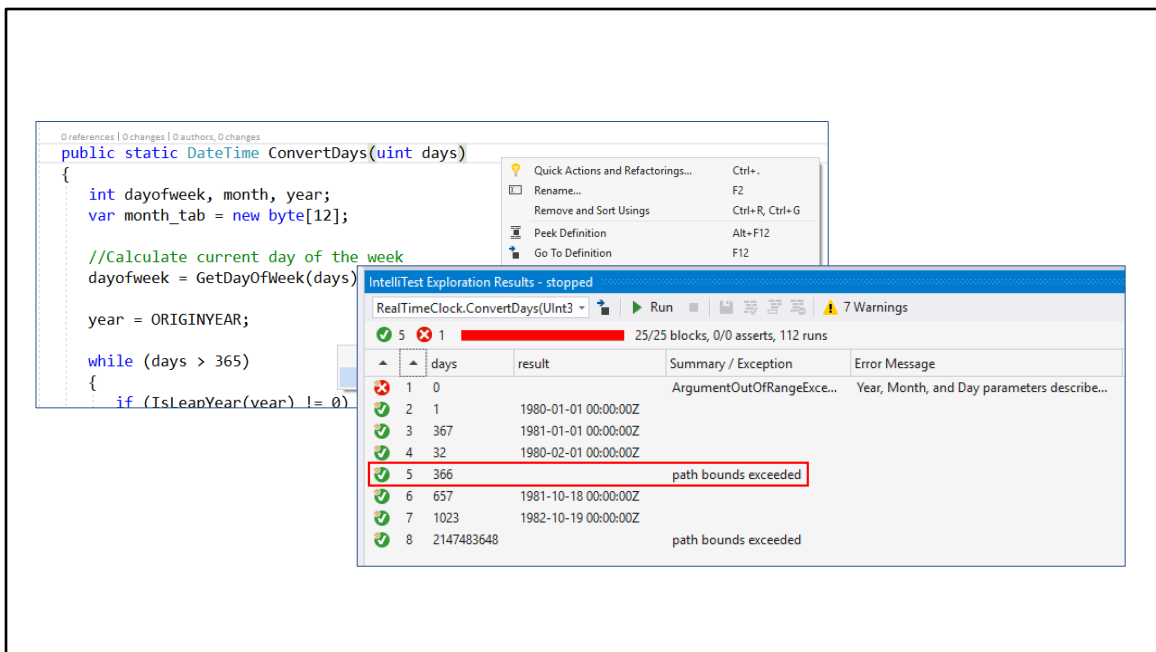 0 references | 0 changes | 0 authors, 0 changes
public static DateTime ConvertDays(uint days)
{
int dayofweek, month, year;
var month_tab = new byte[12];
//Calculate current day of the week
dayofweek = GetDayOfWeek(days)
year = ORIGINYEAR;
while (days > 365)
{
if (IsLeapYear(year) != 0)
Quick Actions and Refactorings... Ctrl+.
Rename... F2
Remove and Sort Usings Ctrl+R, Ctrl+G
Peek Definition Alt+F12
Go To Definition F12
IntelliTest Exploration Results - stopped
RealTimeClock.ConvertDays(UInt3 Run 7 Warnings
5 1 25/25 blocks, 0/0 asserts, 112 runs
days result Summary / Exception Error Message
1 0 ArgumentOutOfRangeExce... Year, Month, and Day parameters describe...
2 1 1980-01-01 00:00:00Z
3 367 1981-01-01 00:00:00Z
4 32 1980-02-01 00:00:00Z
5 366 path bounds exceeded
6 657 1981-10-18 00:00:00Z
7 1023 1982-10-19 00:00:00Z
8 2147483648 path bounds exceeded